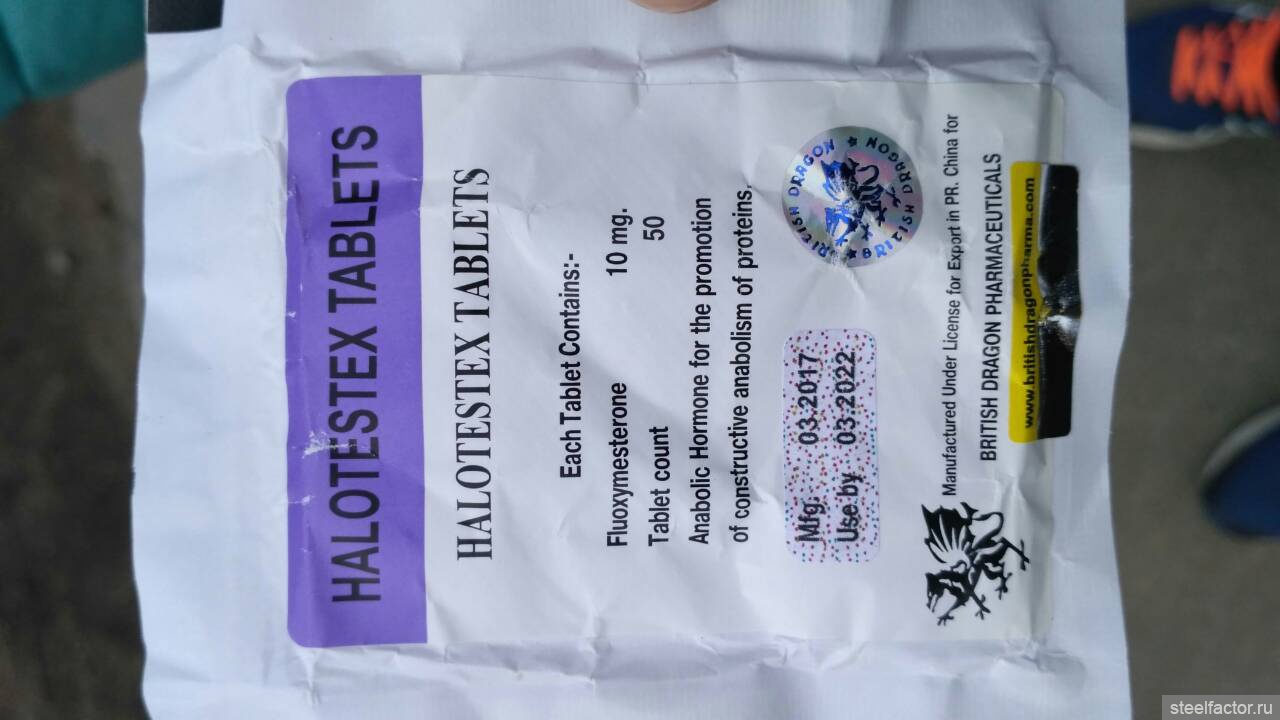 HALOTESTEX TABLETS
HALOTESTEX TABLETS
Each Tablet Contains:-
Fluoxymesterone 10 mg.
Tablet count 50
Anabolic Hormone for the promotion
of constructive anabolism of proteins.
Mfg. 03.2017
Use by 03.2022
BRITISH DRAGON ★ BRITISH DRAGON ★
Manufactured Under License for Export in PR. China for
BRITISH DRAGON PHARMACEUTICALS
www.britishdragonpharma.com
steelfactor.ru